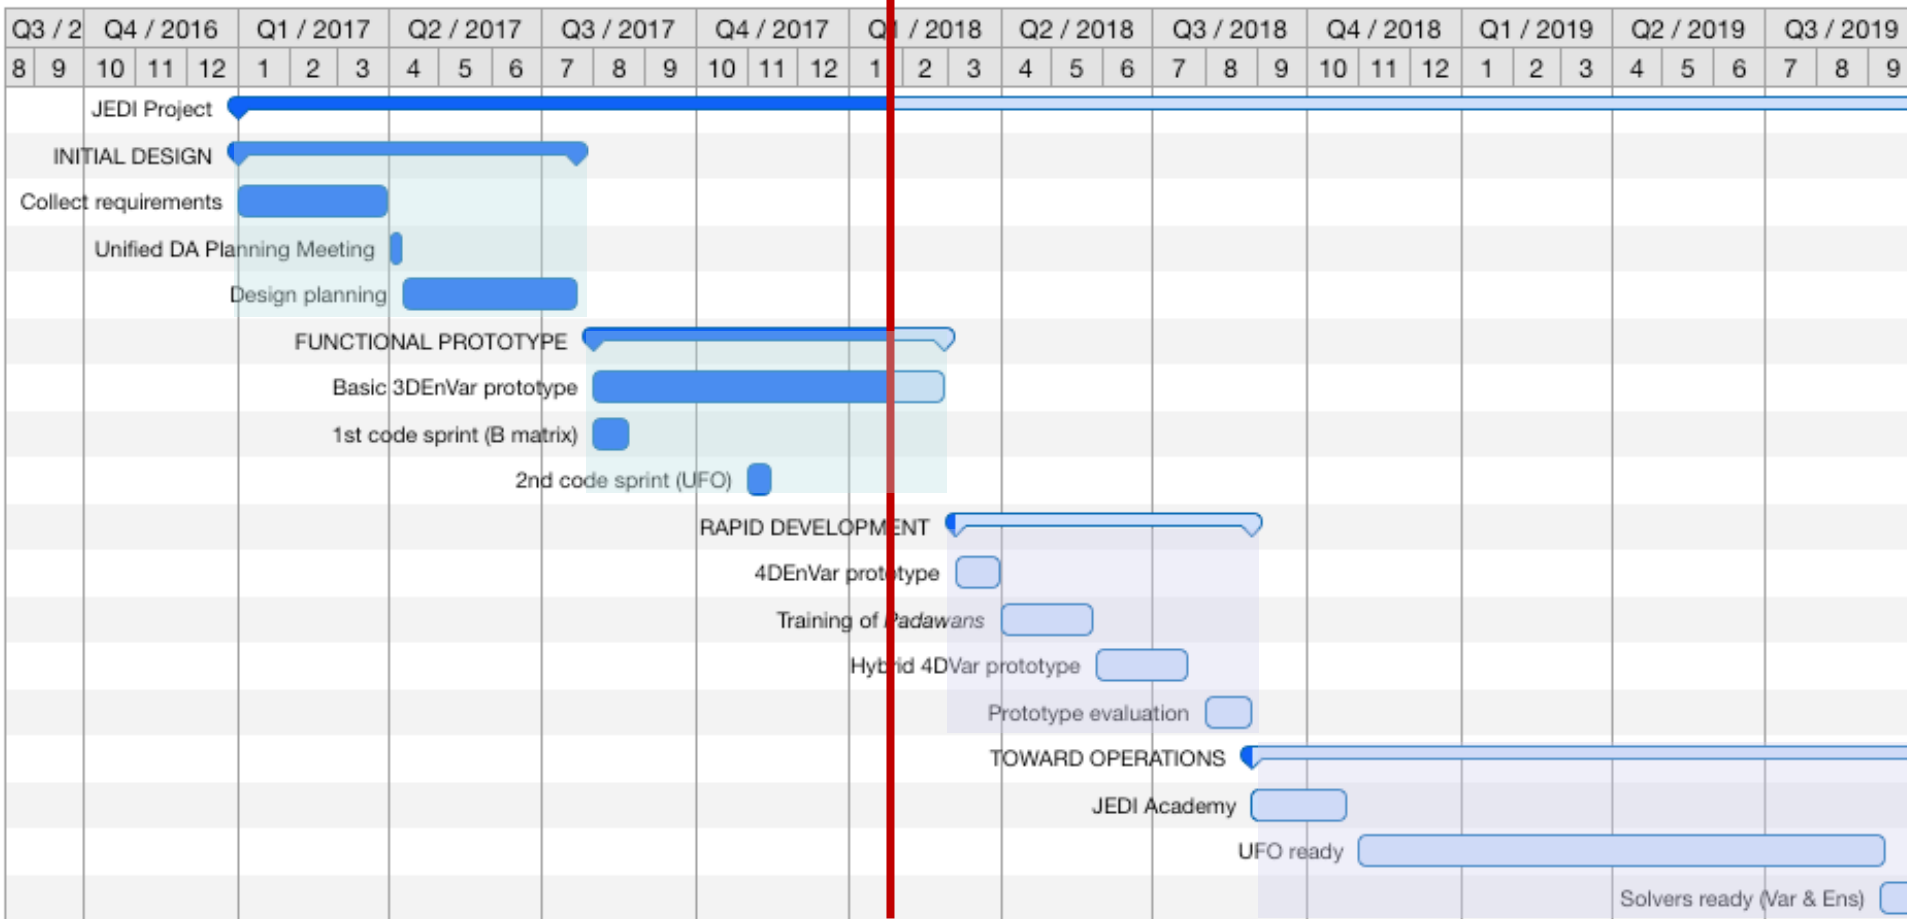 Q3 / 2 Q4 / 2016 Q1 / 2017 Q2 / 2017 Q3 / 2017 Q4 / 2017 Q1 / 2018 Q2 / 2018 Q3 / 2018 Q4 / 2018 Q1 / 2019 Q2 / 2019 Q3 / 2019
8 9 10 11 12 1 2 3 4 5 6 7 8 9 10 11 12 1 2 3 4 5 6 7 8 9 10 11 12 1 2 3 4 5 6 7 8 9
JEDI Project
INITIAL DESIGN
Collect requirements
Unified DA Planning Meeting
Design planning
FUNCTIONAL PROTOTYPE
Basic 3DEnVar prototype
1st code sprint (B matrix)
2nd code sprint (UFO)
RAPID DEVELOPMENT
4DEnVar prototype
Training of Padawans
Hybrid 4DVar prototype
Prototype evaluation
TOWARD OPERATIONS
JEDI Academy
UFO ready
Solvers ready (Var & Ens)